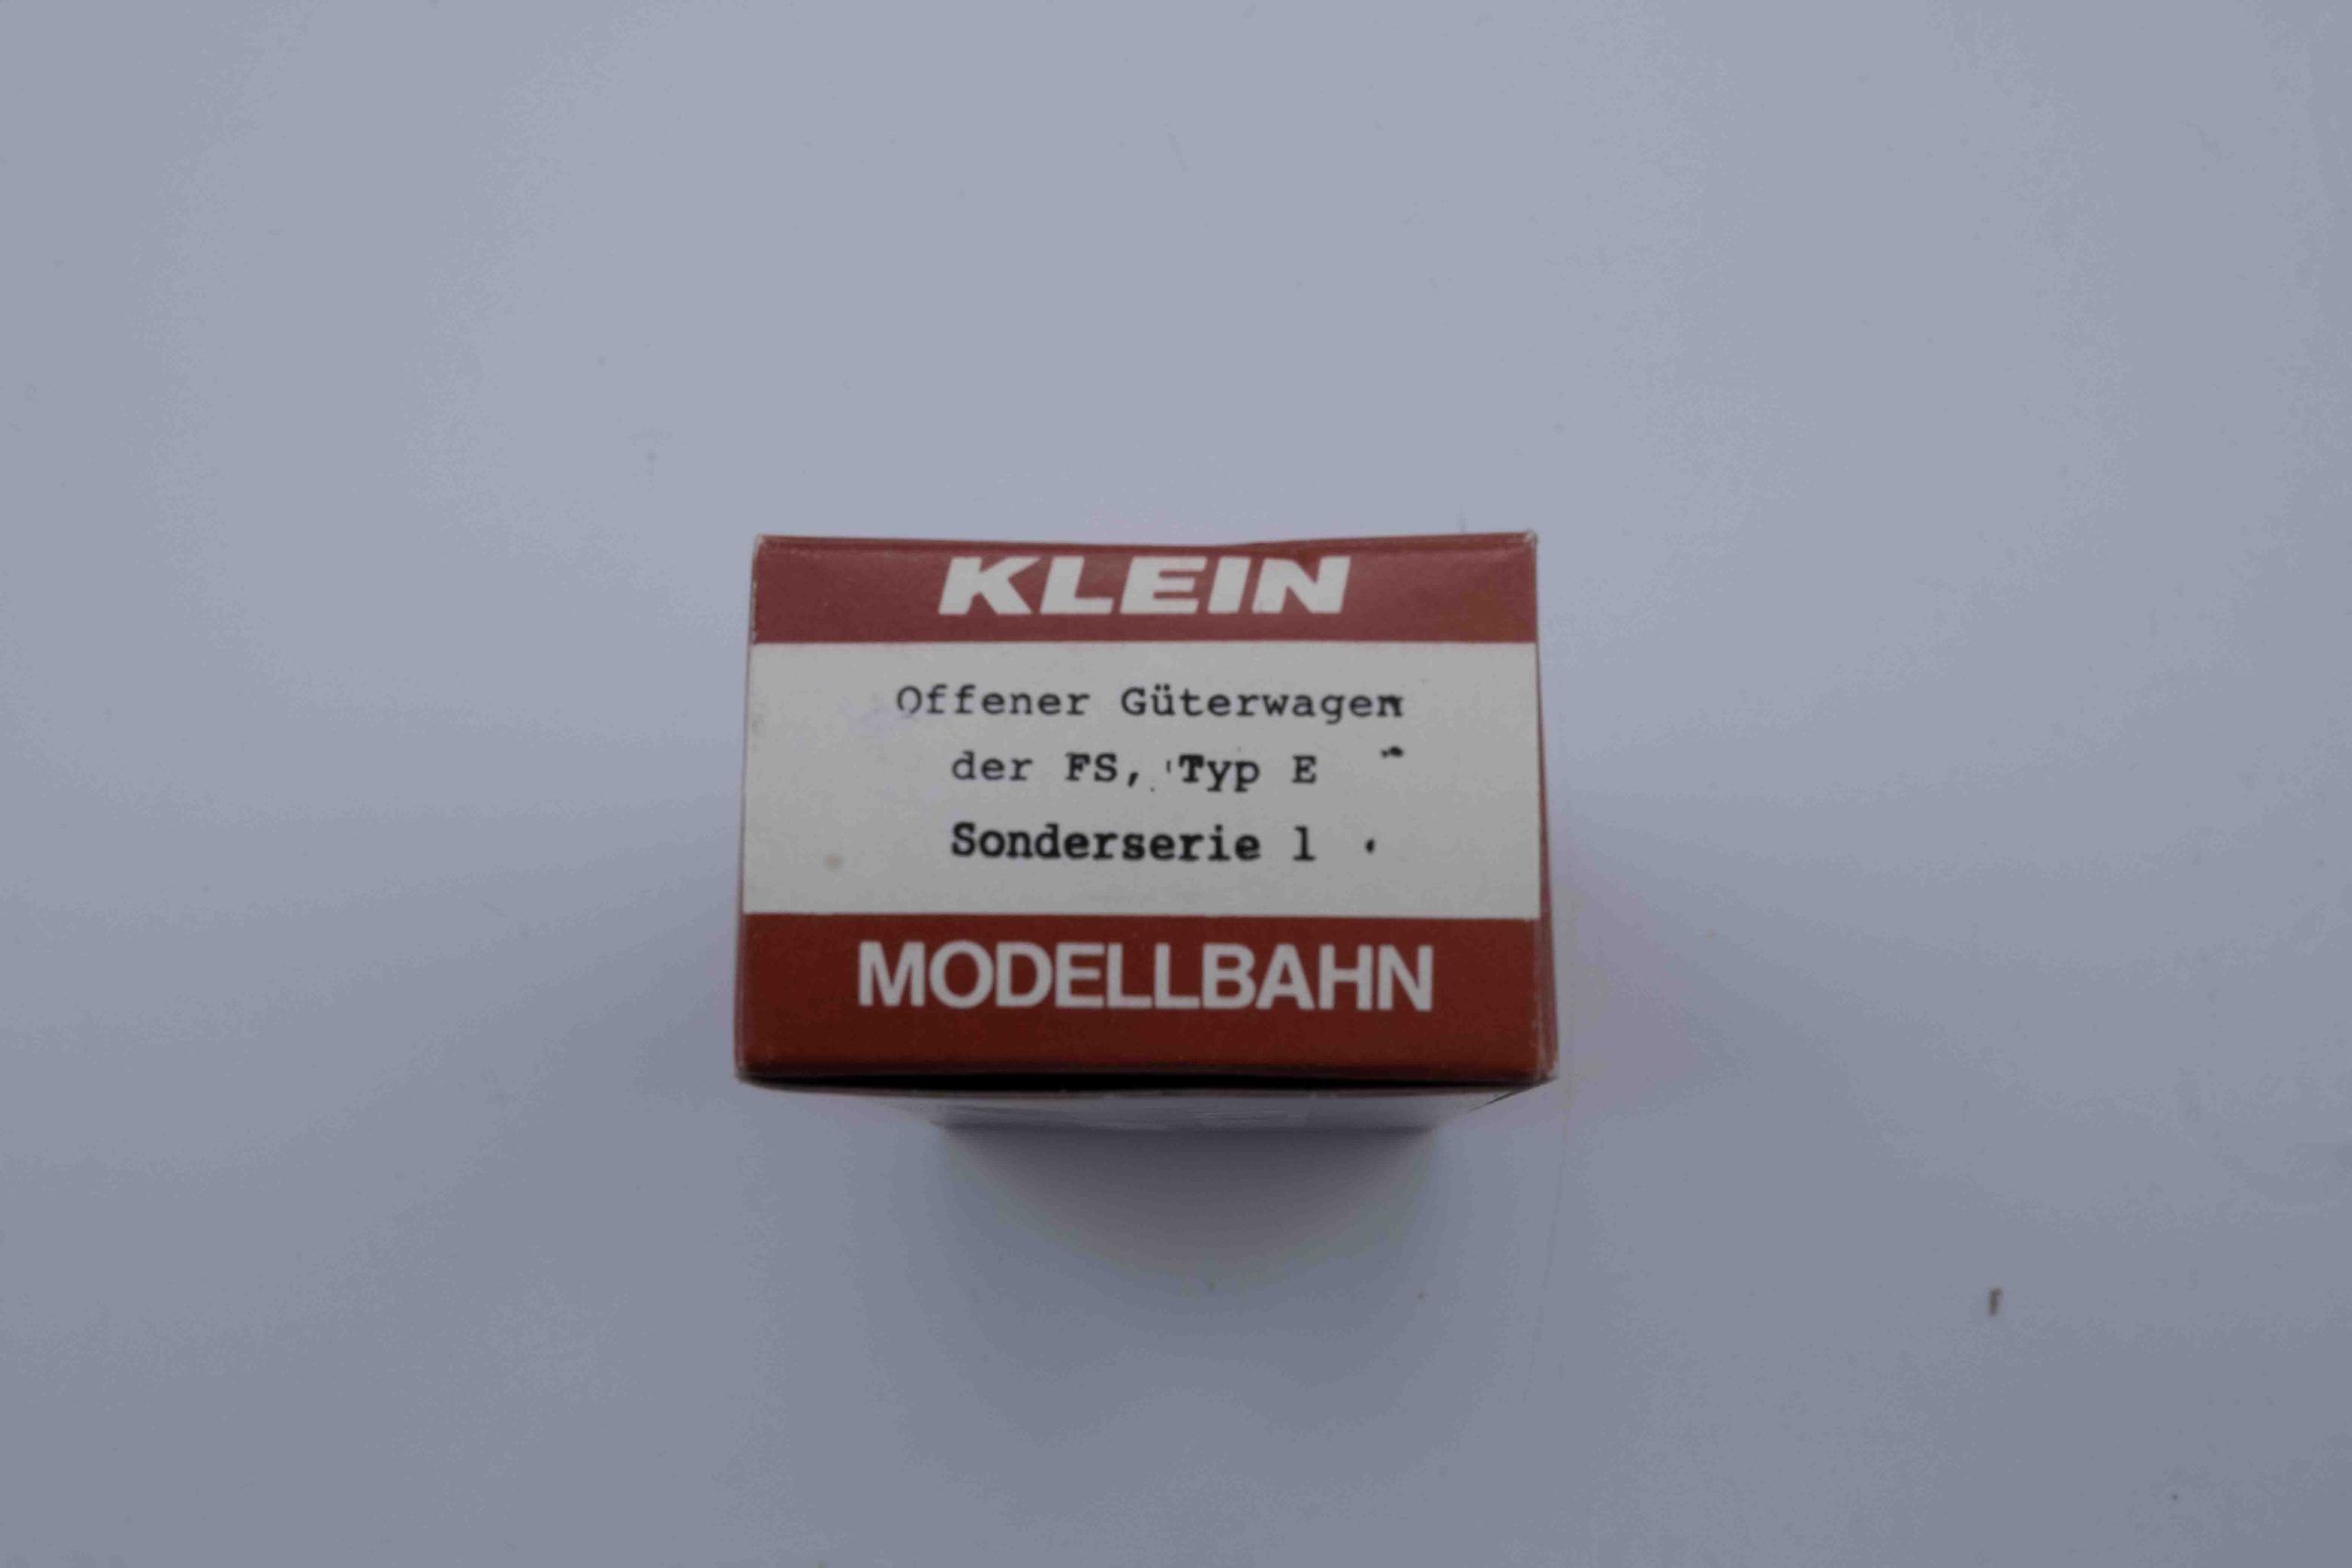 KLEIN
Offener Güterwagen
der FS, Typ E
Sonderserie 1
MODELLBAHN